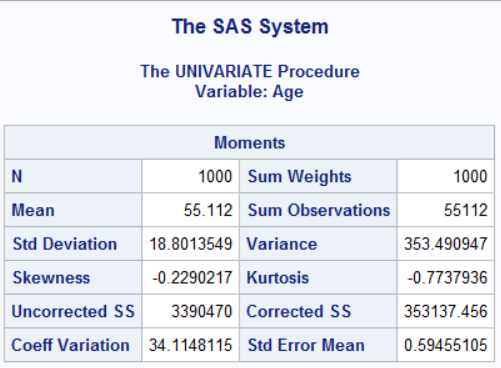 The SAS System
The UNIVARIATE Procedure
Variable: Age
Moments
N 1000 Sum Weights 1000
Mean 55.112 Sum Observations 55112
Std Deviation 18.8013549 Variance 353.490947
Skewness -0.2290217 Kurtosis -0.7737936
Uncorrected SS 3390470 Corrected SS 353137.456
Coeff Variation 34.1148115 Std Error Mean 0.59455105